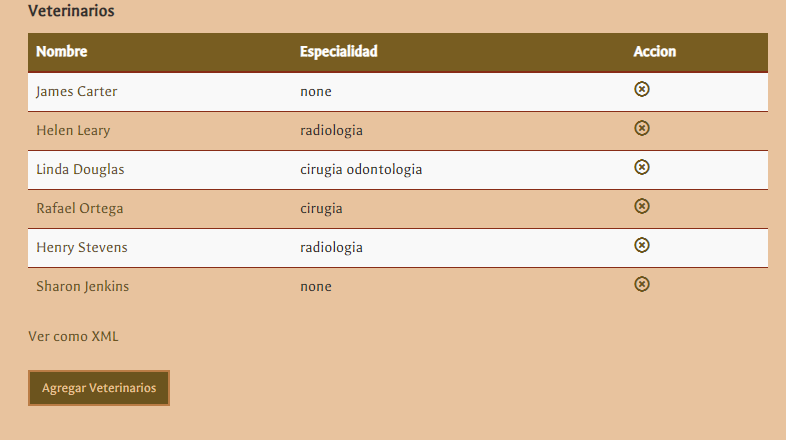 Veterinarios
Nombre Especialidad Accion
James Carter none
Helen Leary radiologia
Linda Douglas cirugia odontologia
Rafael Ortega cirugia
Henry Stevens radiologia
Sharon Jenkins none
Ver como XML
Agregar Veterinarios